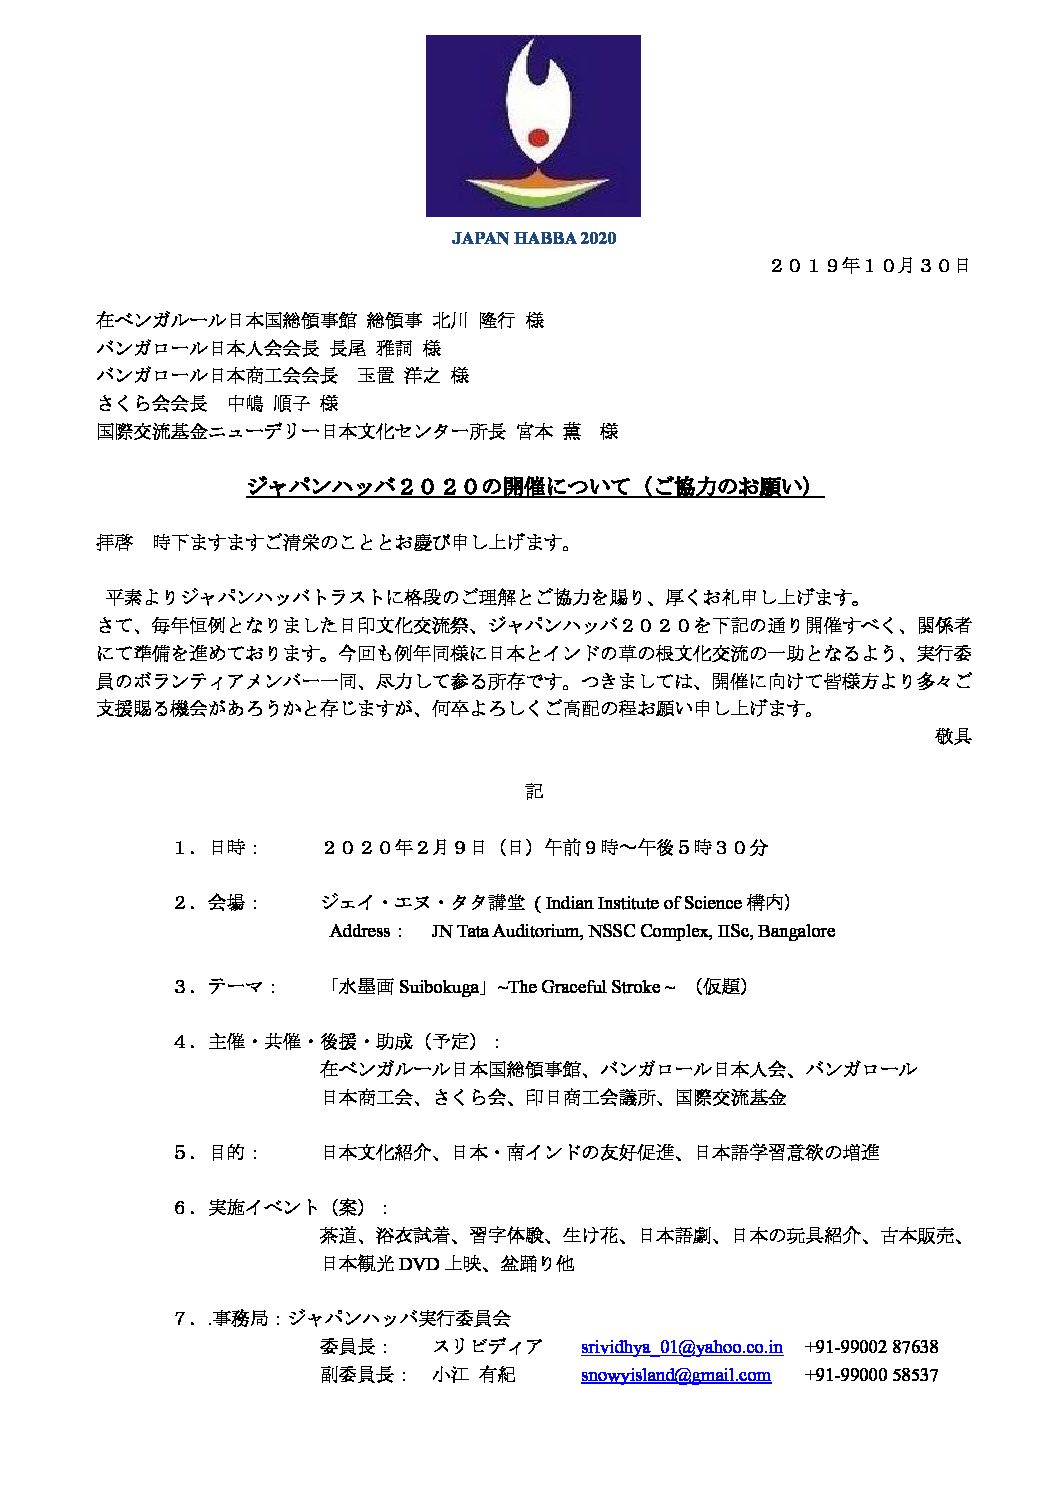 JAPAN HABBA 2020
２０１９年１０月３０日
在ベンガルール日本国総領事館 総領事 北川 隆行 様
バンガロール日本人会会長 長尾 雅詞 様
バンガロール日本商工会会長　玉置 洋之 様
さくら会会長　中嶋 順子 様
国際交流基金ニューデリー日本文化センター所長 宮本 薫　様
ジャパンハッバ２０２０の開催について（ご協力のお願い）
拝啓　時下ますますご清栄のこととお慶び申し上げます。
平素よりジャパンハッバトラストに格段のご理解とご協力を賜り、厚くお礼申し上げます。
さて、毎年恒例となりました日印文化交流祭、ジャパンハッバ２０２０を下記の通り開催すべく、関係者
にて準備を進めております。今回も例年同様に日本とインドの草の根文化交流の一助となるよう、実行委
員のボランティアメンバー一同、尽力して参る所存です。つきましては、開催に向けて皆様方より多々ご
支援賜る機会があろうかと存じますが、何卒よろしくご高配の程お願い申し上げます。
敬具
記
１．日時：　２０２０年２月９日（日）午前９時～午後５時３０分
２．会場：　ジェイ・エヌ・タタ講堂（Indian Institute of Science 構内）
Address：　JN Tata Auditorium, NSSC Complex, IISc, Bangalore
３．テーマ：　「水墨画 Suibokuga」~The Graceful Stroke ~ （仮題）
４．主催・共催・後援・助成（予定）：
在ベンガルール日本国総領事館、バンガロール日本人会、バンガロール
日本商工会、さくら会、印日商工会議所、国際交流基金
５．目的：　日本文化紹介、日本・南インドの友好促進、日本語学習意欲の増進
６．実施イベント（案）：
茶道、浴衣試着、習字体験、生け花、日本語劇、日本の玩具紹介、古本販売、
日本観光 DVD 上映、盆踊り他
７．.事務局：ジャパンハッバ実行委員会
委員長：　スリビディア　srividhya_01@yahoo.co.in　+91-99002 87638
副委員長：　小江 有紀　snowyisland@gmail.com　+91-99000 58537